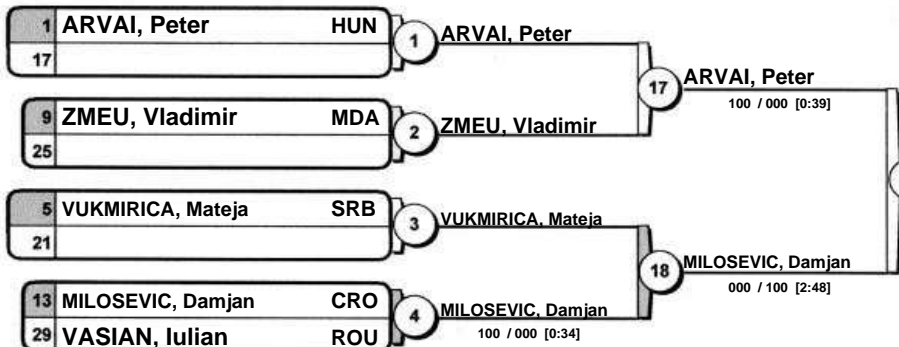 1 ARVAI, Peter HUN
17
1 ARVAI, Peter
9 ZMEU, Vladimir MDA
25
2 ZMEU, Vladimir
17 ARVAI, Peter
100 / 000 [0:39]
5 VUKMIRICA, Mateja SRB
21
3 VUKMIRICA, Mateja
13 MILOSEVIC, Damjan CRO
29 VASIAN, Iulian ROU
4 MILOSEVIC, Damjan
100 / 000 [0:34]
18 MILOSEVIC, Damjan
000 / 100 [2:48]